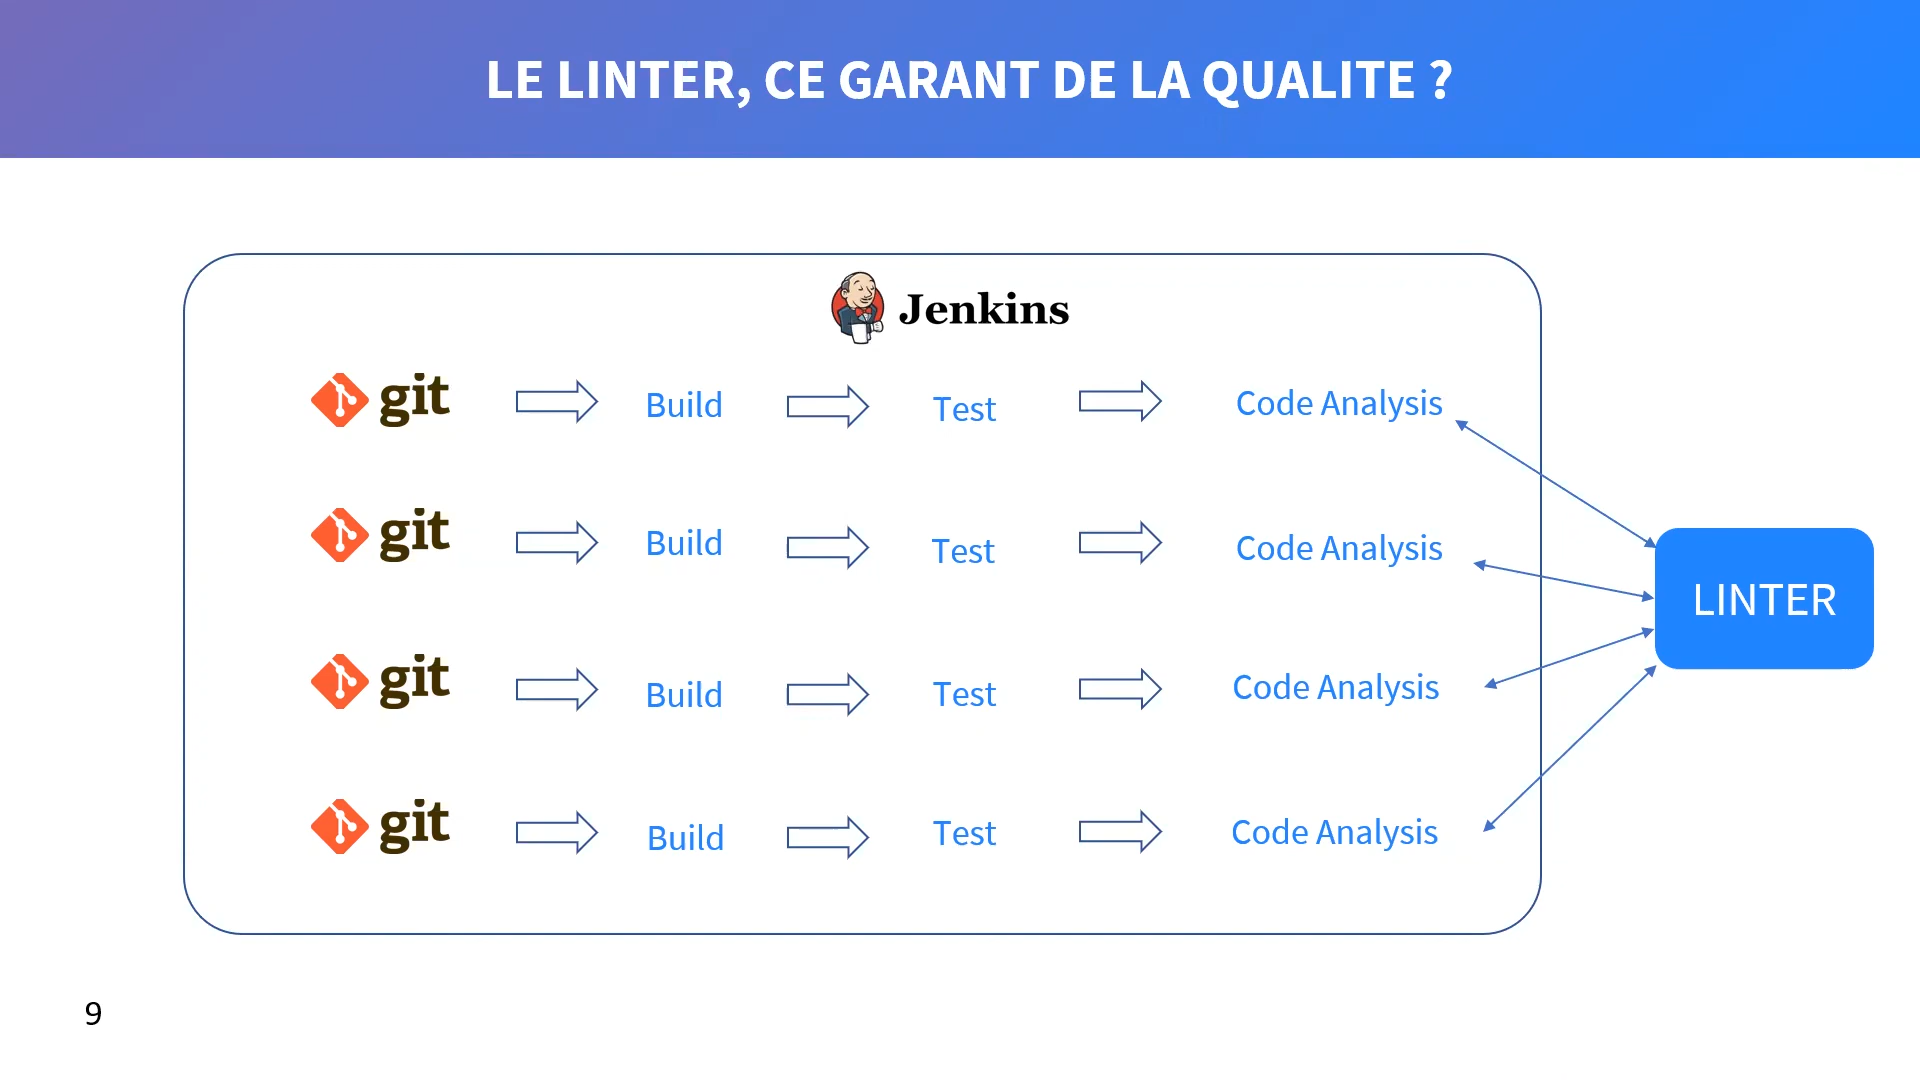 LE LINTER, CE GARANT DE LA QUALITE ?
Jenkins
git Build Test Code Analysis
git Build Test Code Analysis
LINTER
git Build Test Code Analysis
git Build Test Code Analysis
9